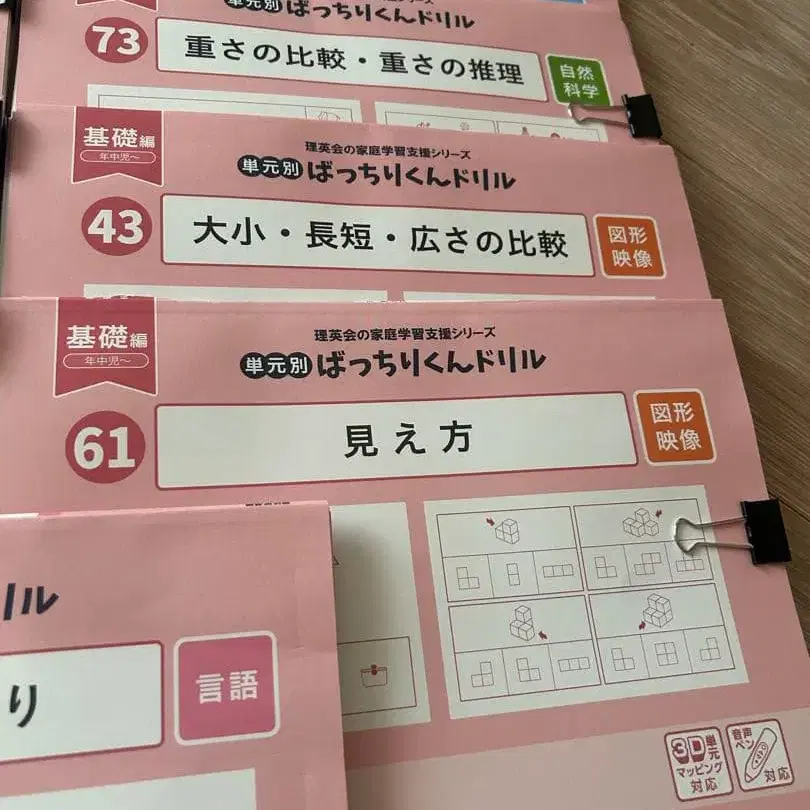 単元別 ばっちりくんドリル
73 重さの比較・重さの推理 自然科学
基礎編
年中児～
理英会の家庭学習支援シリーズ
単元別 ばっちりくんドリル
43 大小・長短・広さの比較 図形映像
基礎編
年中児～
理英会の家庭学習支援シリーズ
単元別 ばっちりくんドリル
61 見え方 図形映像
リル
り 言語
3D単元マッピング対応
音声ペン対応